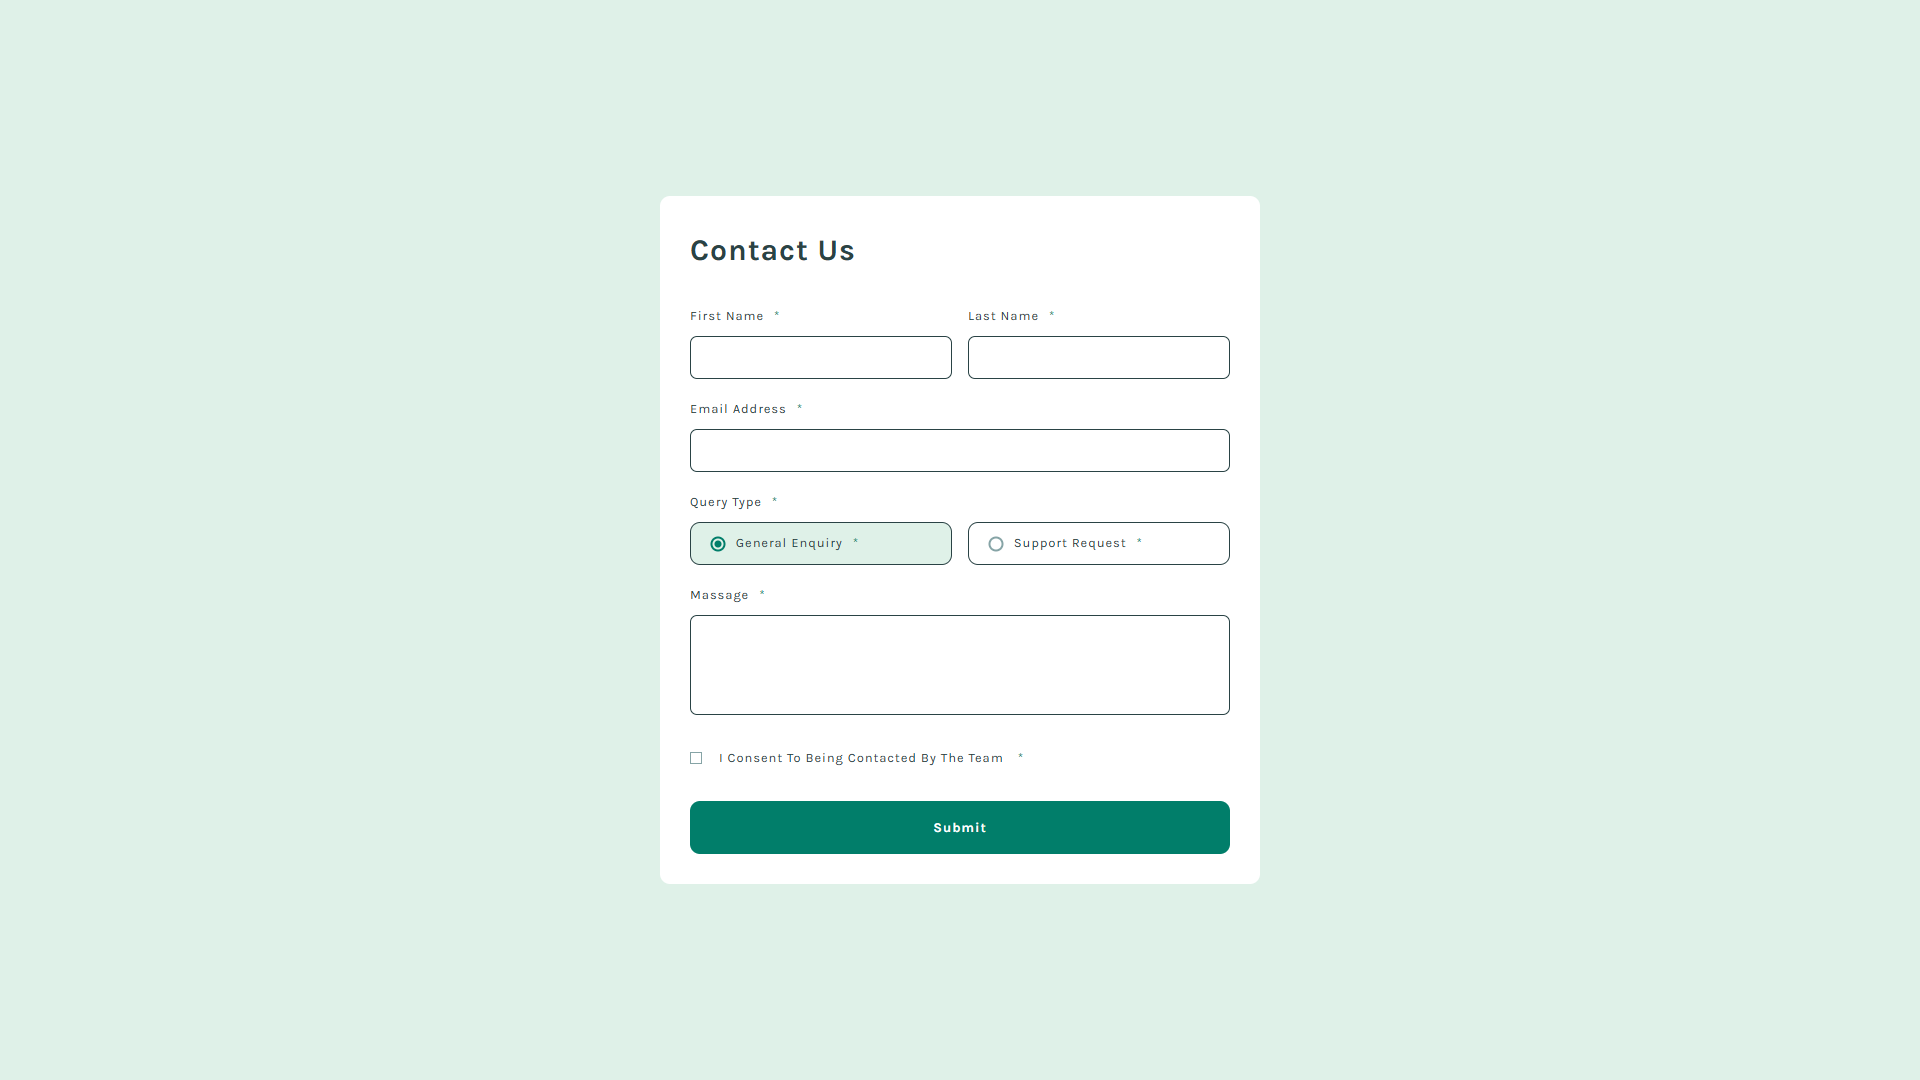 Contact Us
First Name *
Last Name *
Email Address *
Query Type *
General Enquiry *
Support Request *
Massage *
I Consent To Being Contacted By The Team *
Submit